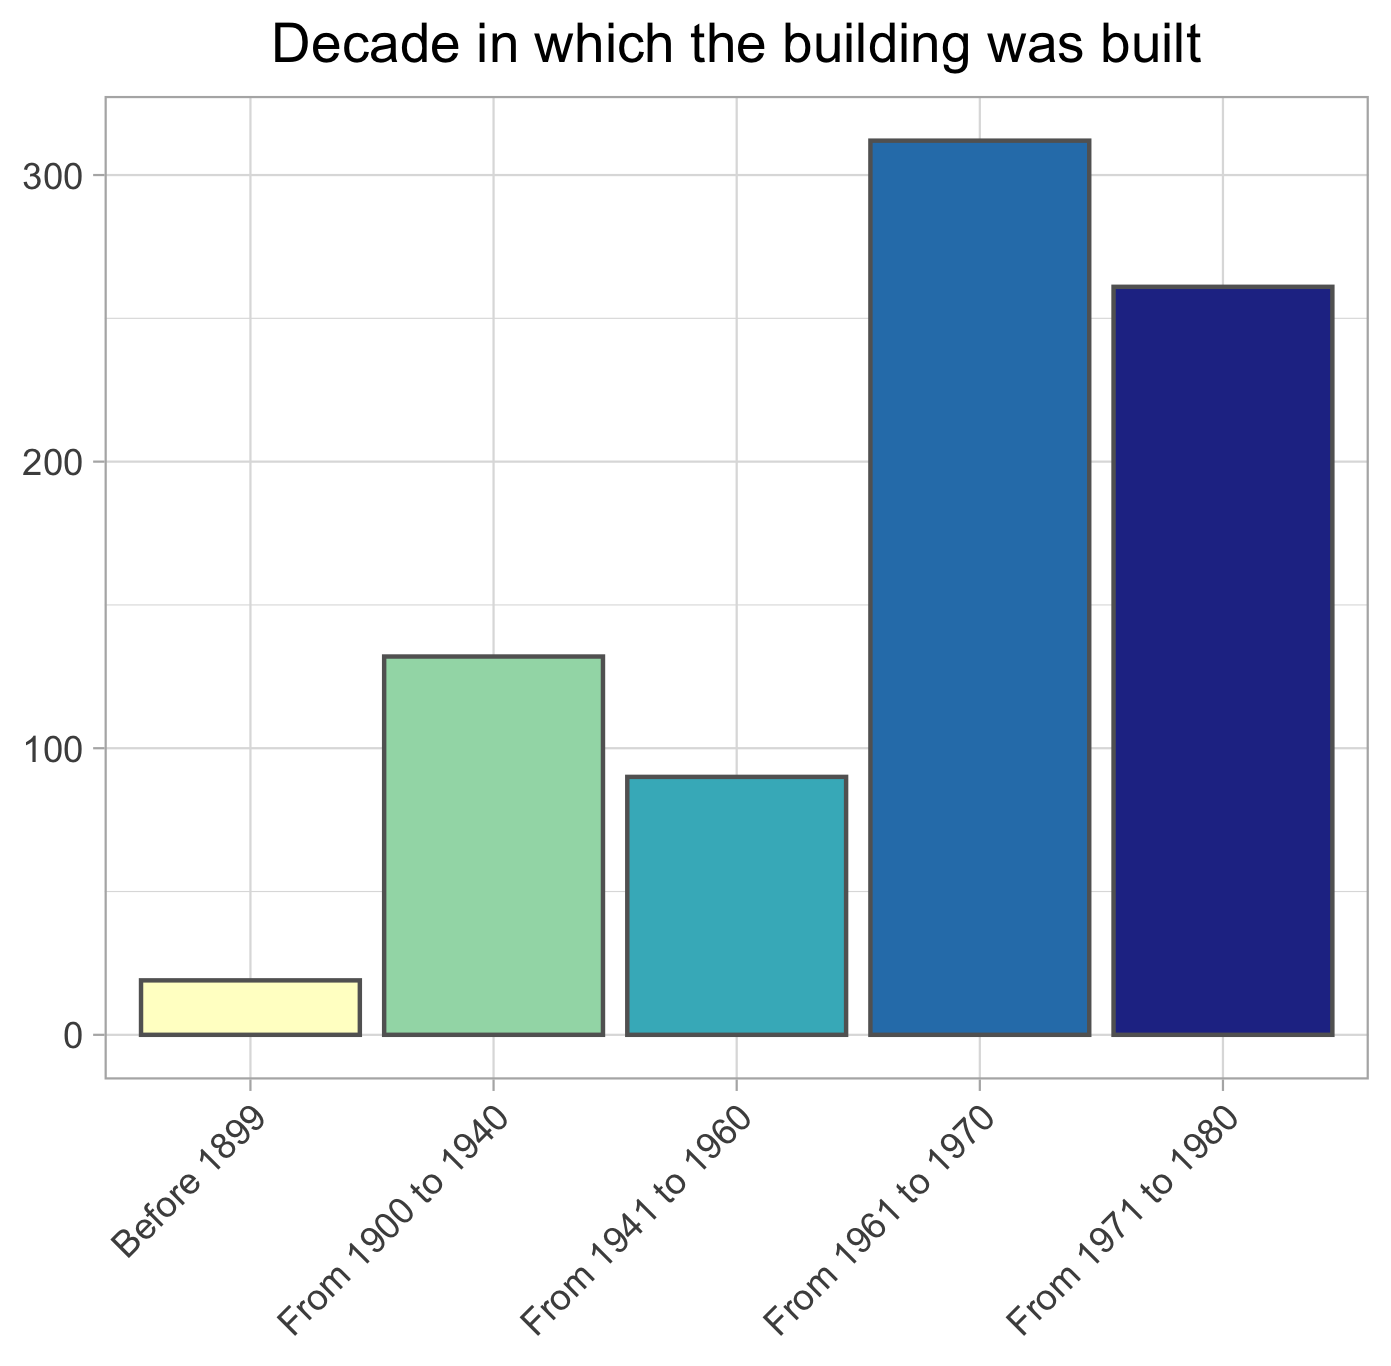 Decade in which the building was built
300
200
100
0
Before 1899
From 1900 to 1940
From 1941 to 1960
From 1961 to 1970
From 1971 to 1980